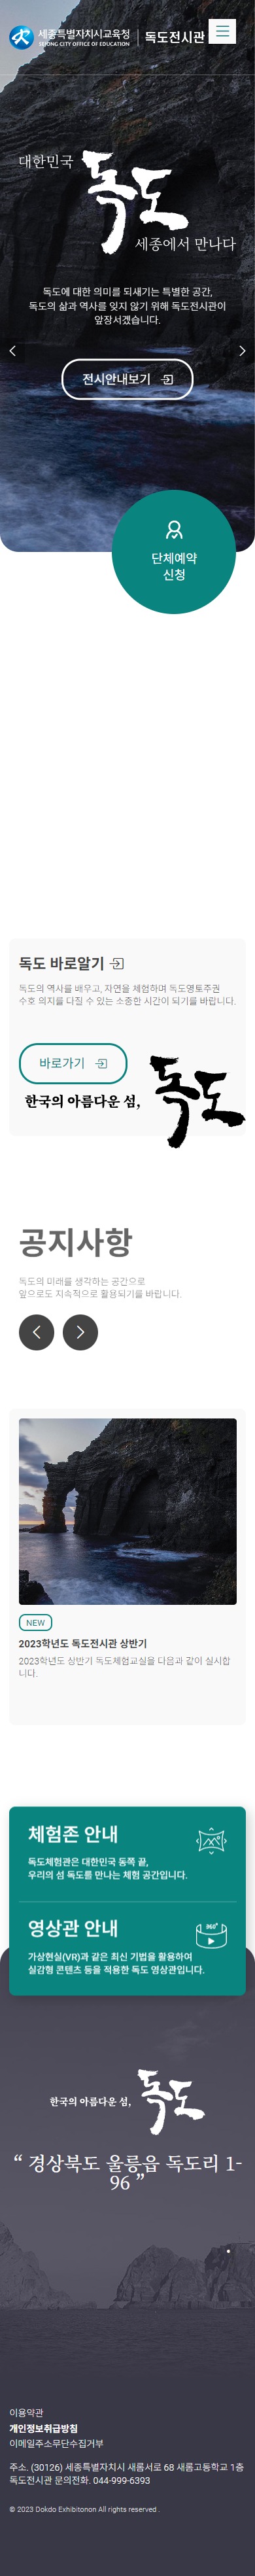 세종특별자치시교육청
SEJONG CITY OFFICE OF EDUCATION
독도전시관
대한민국
독도
세종에서 만나다
독도에 대한 의미를 되새기는 특별한 공간,
독도의 삶과 역사를 잊지 않기 위해 독도전시관이
앞장서겠습니다.
전시안내보기
단체예약
신청
독도 바로알기
독도의 역사를 배우고, 자연을 체험하며 독도영토주권
수호 의지를 다질 수 있는 소중한 시간이 되기를 바랍니다.
바로가기
한국의 아름다운 섬,
독도
공지사항
독도의 미래를 생각하는 공간으로
앞으로도 지속적으로 활용되기를 바랍니다.
NEW
2023학년도 독도전시관 상반기
2023학년도 상반기 독도체험교실을 다음과 같이 실시합
니다.
체험존 안내
독도체험관은 대한민국 동쪽 끝,
우리의 섬 독도를 만나는 체험 공간입니다.
영상관 안내
360°
가상현실(VR)과 같은 최신 기법을 활용하여
실감형 콘텐츠 등을 적용한 독도 영상관입니다.
한국의 아름다운 섬,
독도
“ 경상북도 울릉읍 독도리 1-
96 ”
이용약관
개인정보취급방침
이메일주소무단수집거부
주소. (30126) 세종특별자치시 새롬서로 68 새롬고등학교 1층
독도전시관 문의전화. 044-999-6393
© 2023 Dokdo Exhibitonon All rights reserved .